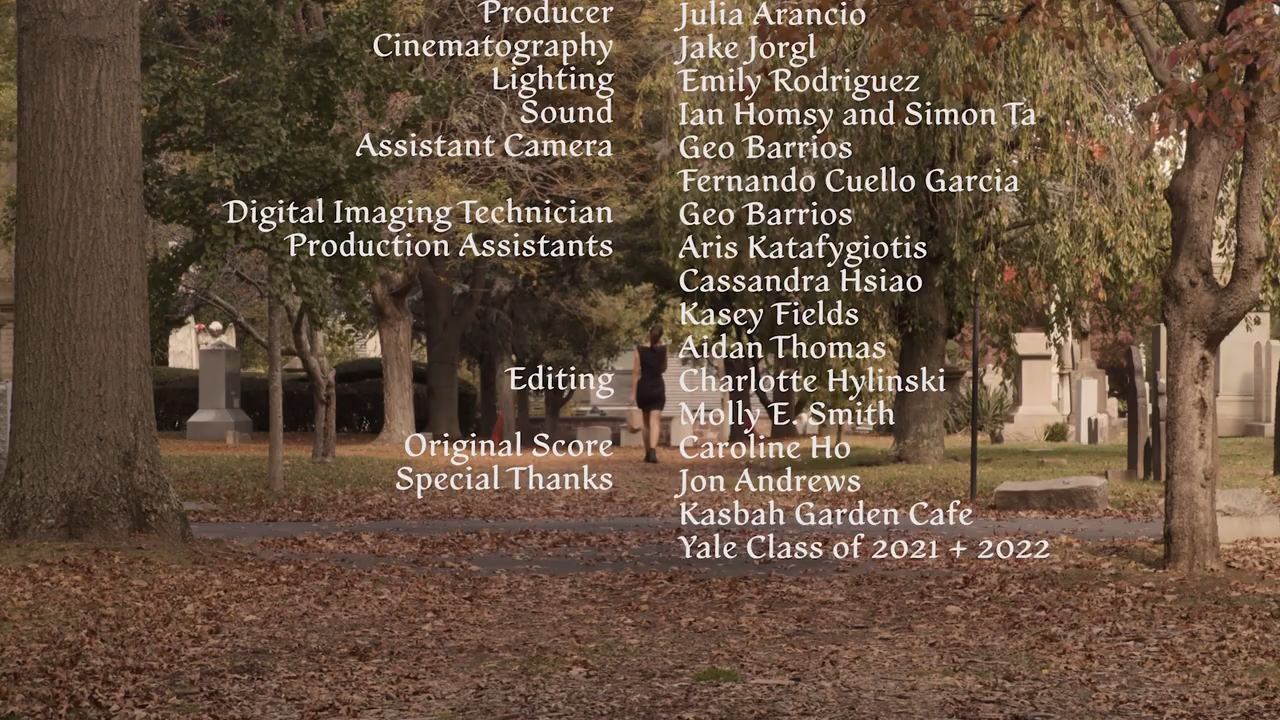 Producer Julia Arancio
Cinematography Jake Jorgl
Lighting Emily Rodriguez
Sound Ian Homsy and Simon Ta
Assistant Camera Geo Barrios
Fernando Cuello Garcia
Digital Imaging Technician Geo Barrios
Production Assistants Aris Katafygiotis
Cassandra Hsiao
Kasey Fields
Aidan Thomas
Editing Charlotte Hylinski
Molly E. Smith
Original Score Caroline Ho
Special Thanks Jon Andrews
Kasbah Garden Cafe
Yale Class of 2021 + 2022